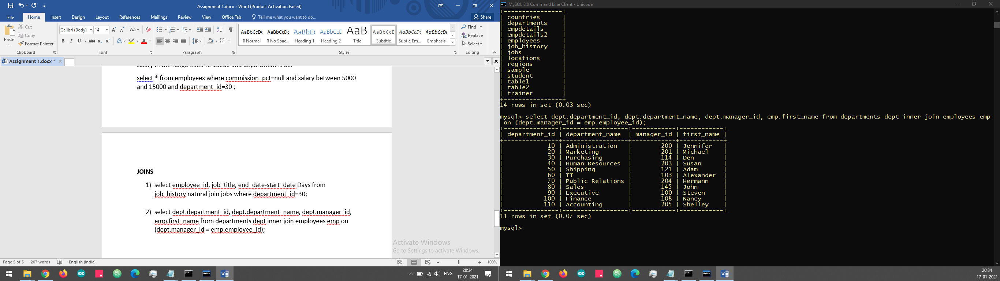 Assignment 1.docx - Word (Product Activation Failed)
File Home Insert Design Layout References Mailings Review View Office Tab Tell me what you want to do... Share
Cut
Copy
Format Painter
Paste
Clipboard
Calibri (Body) 14
Font
Paragraph
AaBbCcDc AaBbCcDc AaBbCc AaBbCcD AaB AaBbCcD AaBbCcDc AaBbCcDc
¶ Normal ¶ No Spac... Heading 1 Heading 2 Title Subtitle Subtle Em... Emphasis
Styles
Find
Replace
Select
Editing
Assignment 1.docx *
select * from employees where commission_pct=null and salary between 5000
and 15000 and department_id=30 ;
JOINS
1) select employee_id, job_title, end_date-start_date Days from
job_history natural join jobs where department_id=30;
2) select dept.department_id, dept.department_name, dept.manager_id,
emp.first_name from departments dept inner join employees emp on
(dept.manager_id = emp.employee_id);
Activate Windows
Go to Settings to activate Windows.
Page 5 of 5 207 words English (India) 100%
ENG 20:34
17-01-2021
MySQL 8.0 Command Line Client - Unicode
+----------------+
| countries |
| departments |
| empdetails |
| empdetails2 |
| employees |
| job_history |
| jobs |
| locations |
| regions |
| sample |
| student |
| table1 |
| table2 |
| trainer |
+----------------+
14 rows in set (0.03 sec)
mysql> select dept.department_id, dept.department_name, dept.manager_id, emp.first_name from departments dept inner join employees emp
on (dept.manager_id = emp.employee_id);
+---------------+------------------+------------+------------+
| department_id | department_name | manager_id | first_name |
+---------------+------------------+------------+------------+
| 10 | Administration | 200 | Jennifer |
| 20 | Marketing | 201 | Michael |
| 30 | Purchasing | 114 | Den |
| 40 | Human Resources | 203 | Susan |
| 50 | Shipping | 121 | Adam |
| 60 | IT | 103 | Alexander |
| 70 | Public Relations | 204 | Hermann |
| 80 | Sales | 145 | John |
| 90 | Executive | 100 | Steven |
| 100 | Finance | 108 | Nancy |
| 110 | Accounting | 205 | Shelley |
+---------------+------------------+------------+------------+
11 rows in set (0.07 sec)
mysql>
20:34
17-01-2021